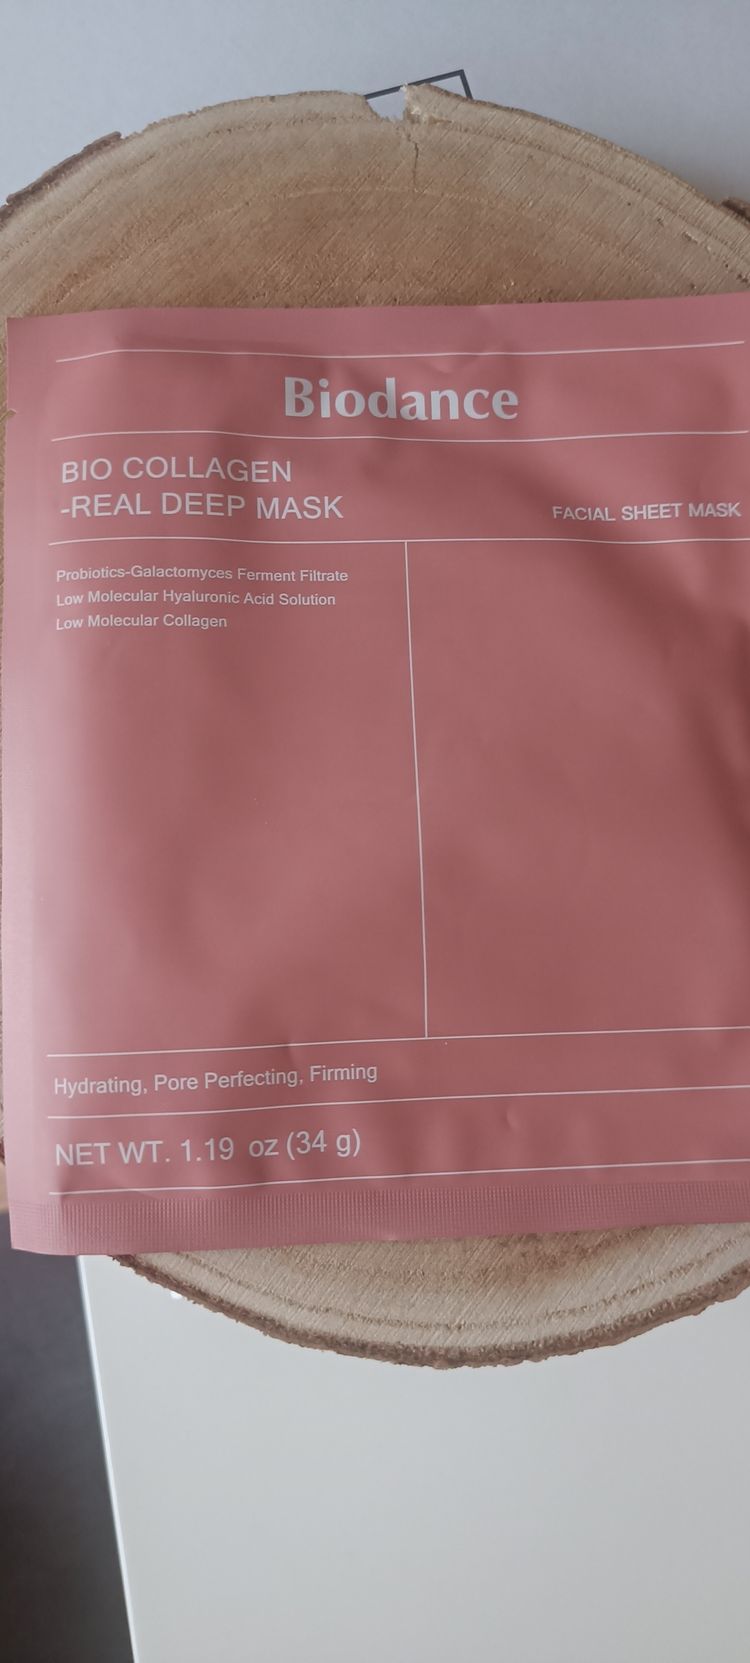 Biodance
BIO COLLAGEN
-REAL DEEP MASK
FACIAL SHEET MASK
Probiotics-Galactomyces Ferment Filtrate
Low Molecular Hyaluronic Acid Solution
Low Molecular Collagen
Hydrating, Pore Perfecting, Firming
NET WT. 1.19 oz (34 g)